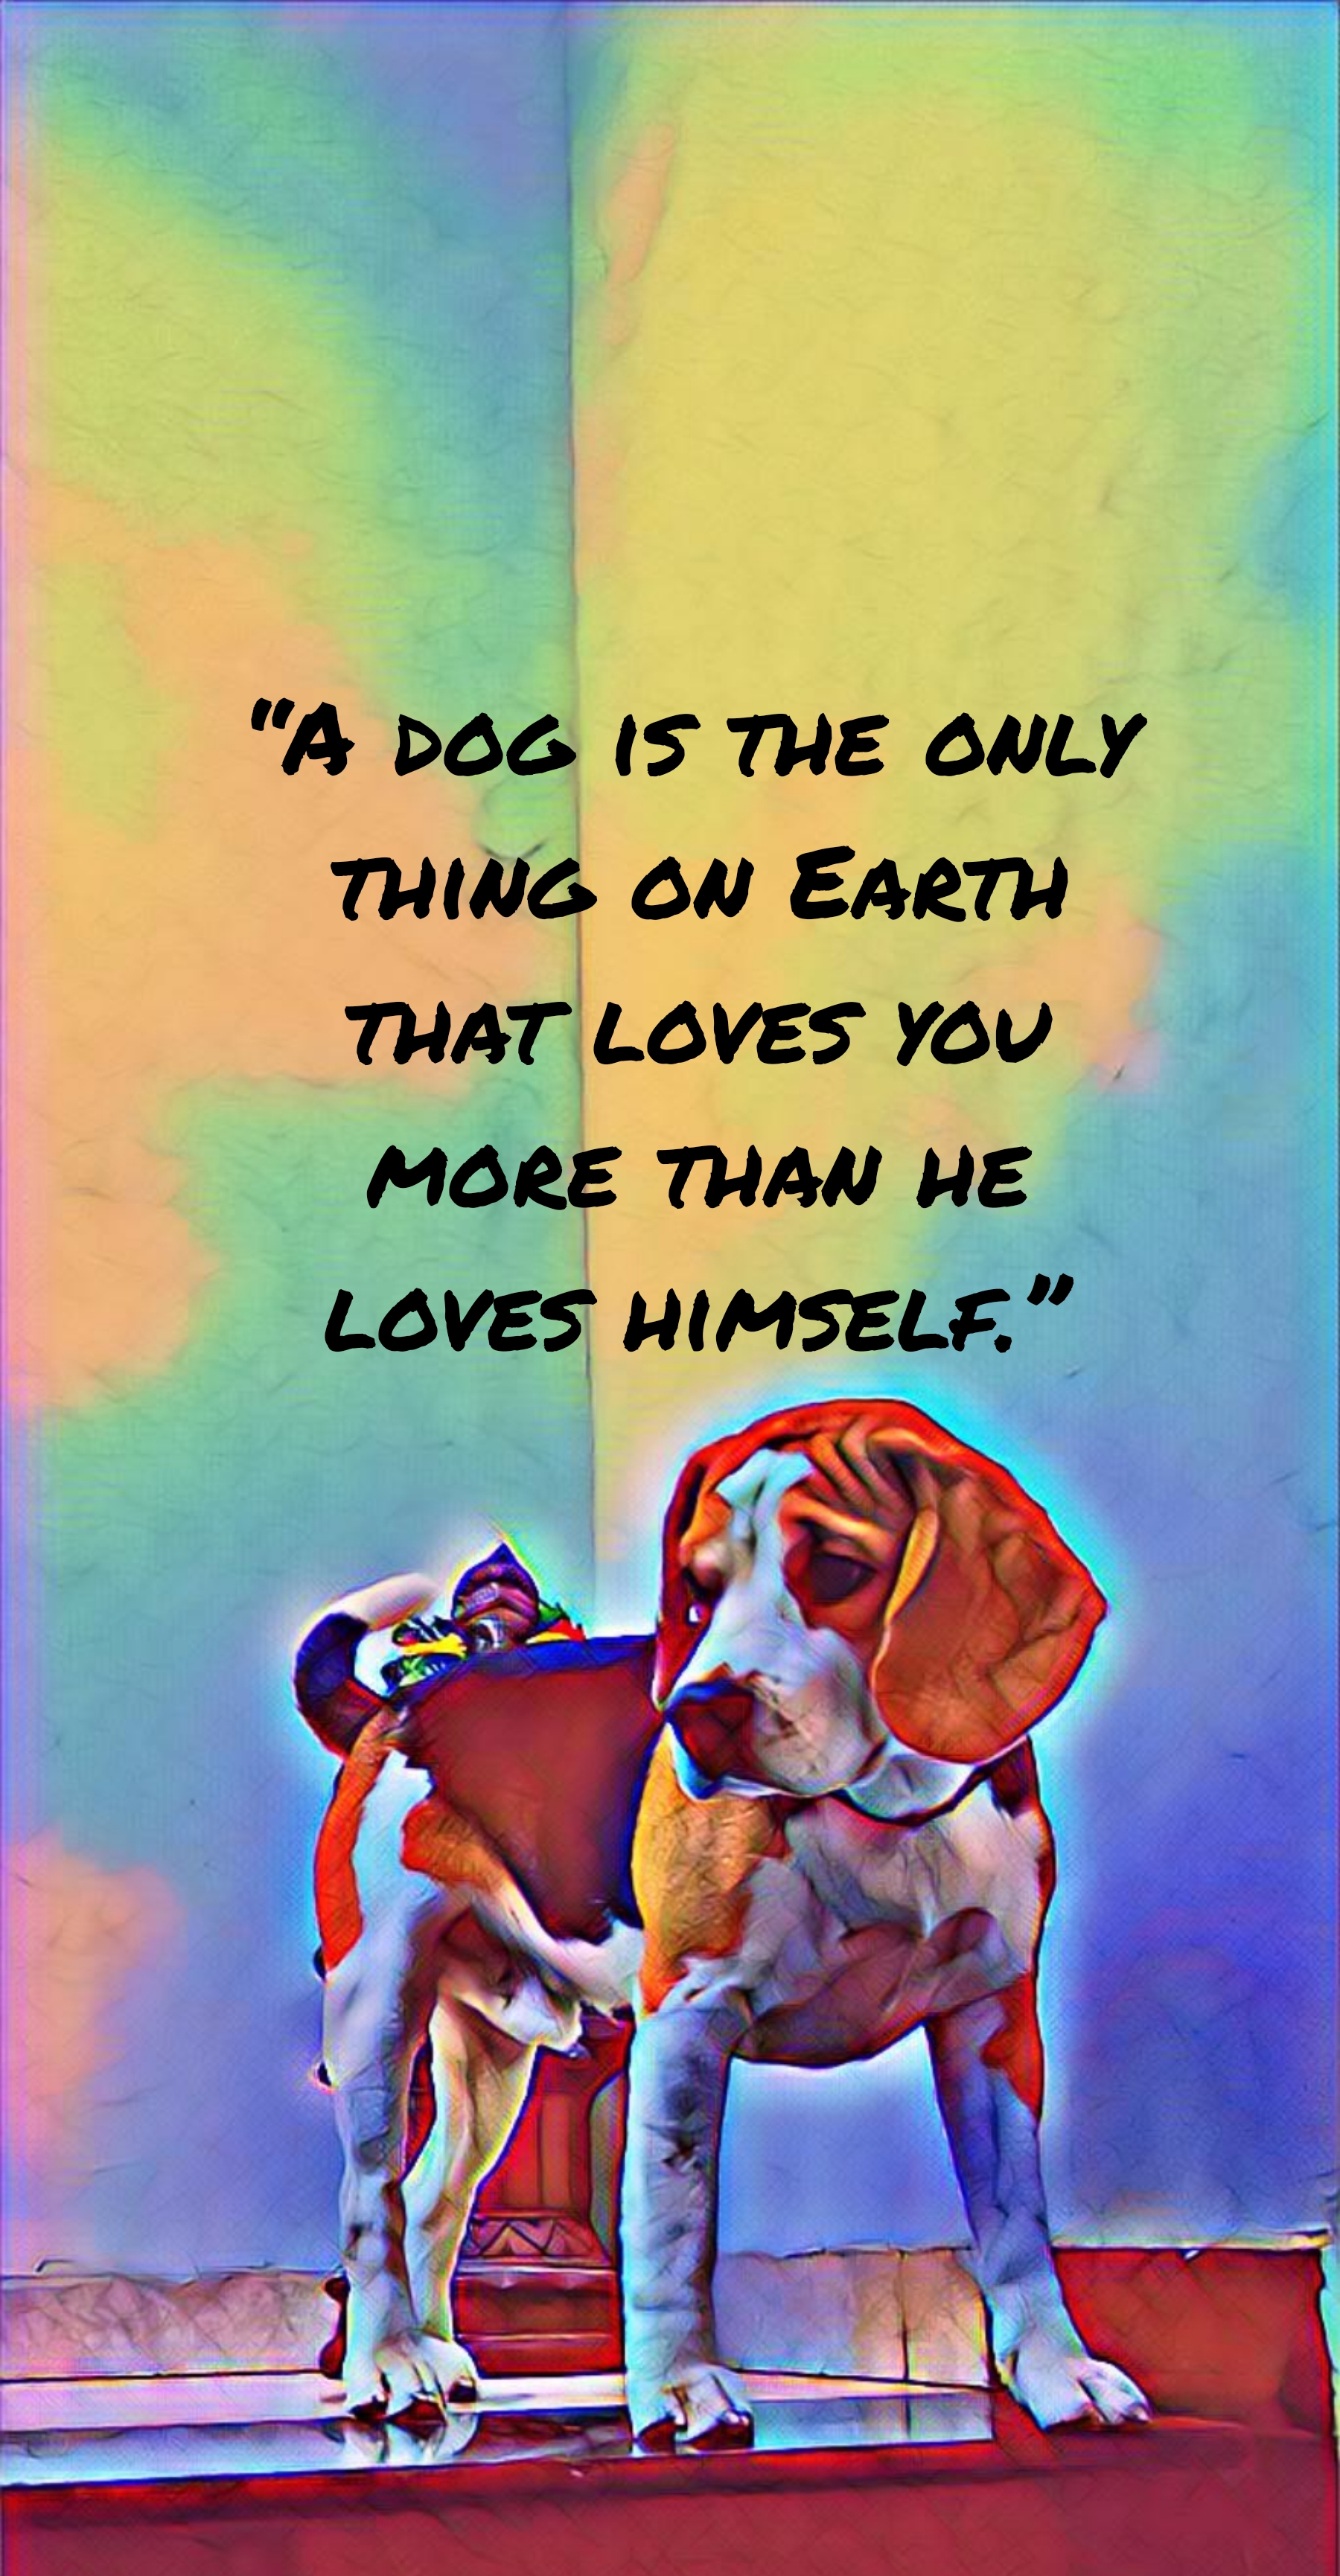 “A dog is the only
thing on Earth
that loves you
more than he
loves himself.”